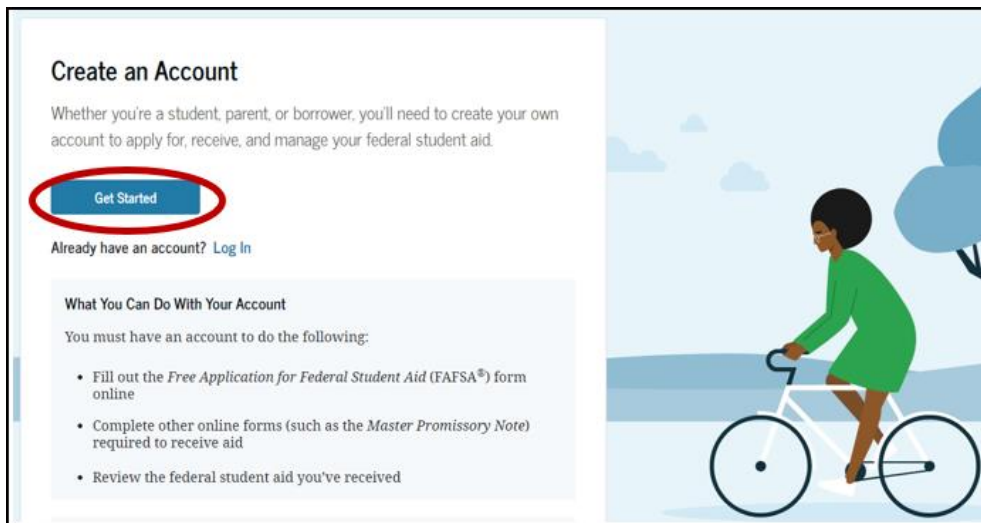 Create an Account
Whether you're a student, parent, or borrower, you'll need to create your own
account to apply for, receive, and manage your federal student aid.
Get Started
Already have an account? Log In
What You Can Do With Your Account
You must have an account to do the following:
• Fill out the Free Application for Federal Student Aid (FAFSA®) form
online
• Complete other online forms (such as the Master Promissory Note)
required to receive aid
• Review the federal student aid you've received